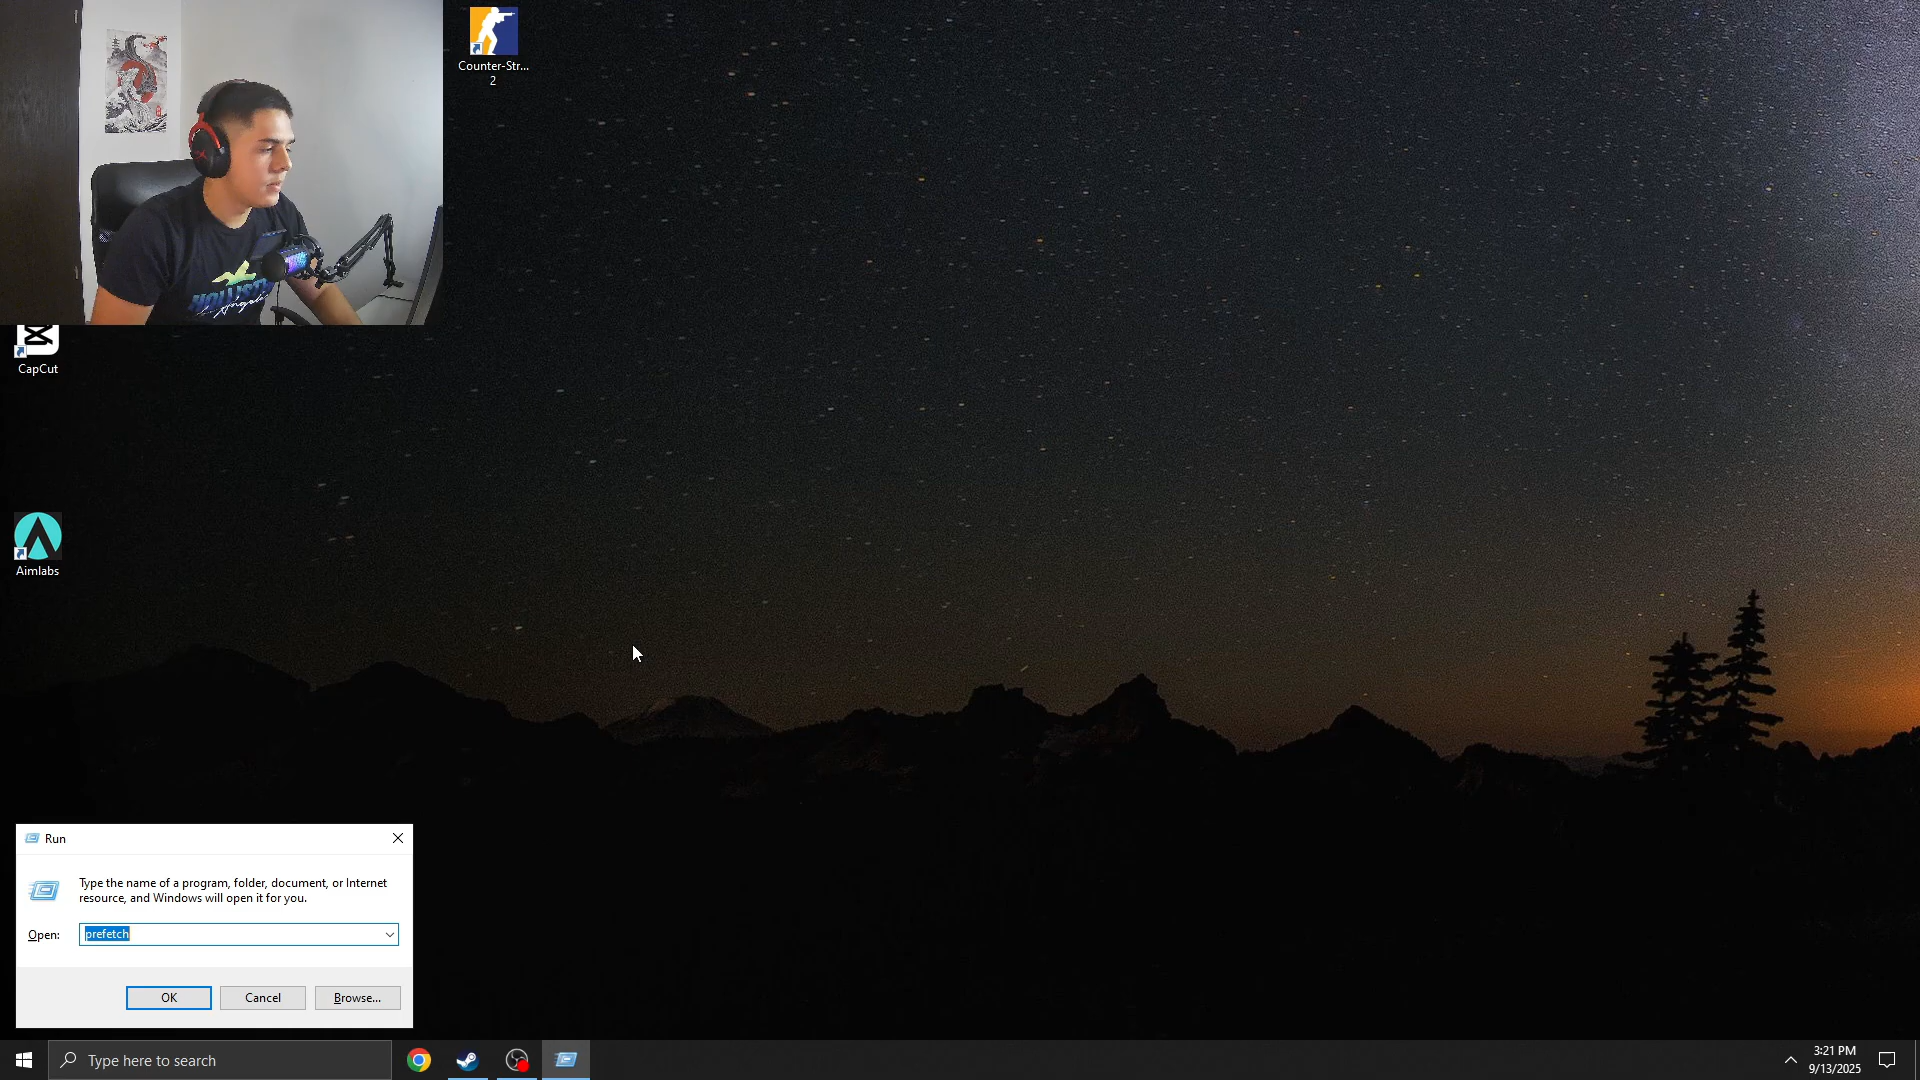 Counter-Str...
2
CapCut
Aimlabs
Run
Type the name of a program, folder, document, or Internet
resource, and Windows will open it for you.
Open:
prefetch
OK
Cancel
Browse...
Type here to search
3:21 PM
9/13/2025